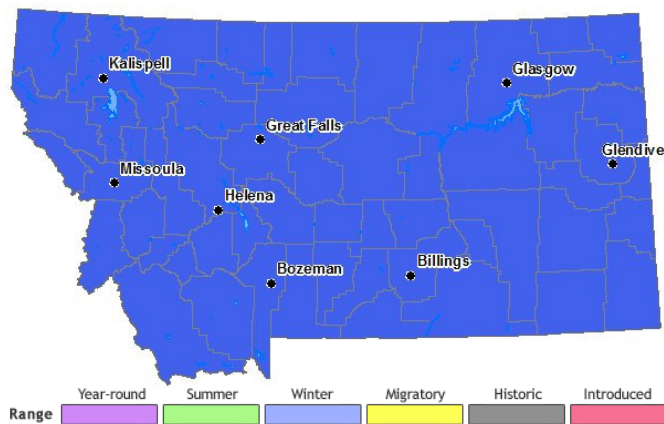 Kalispell
Glasgow
Great Falls
Glendive
Missoula
Helena
Bozeman
Billings
Year-round Summer Winter Migratory Historic Introduced
Range